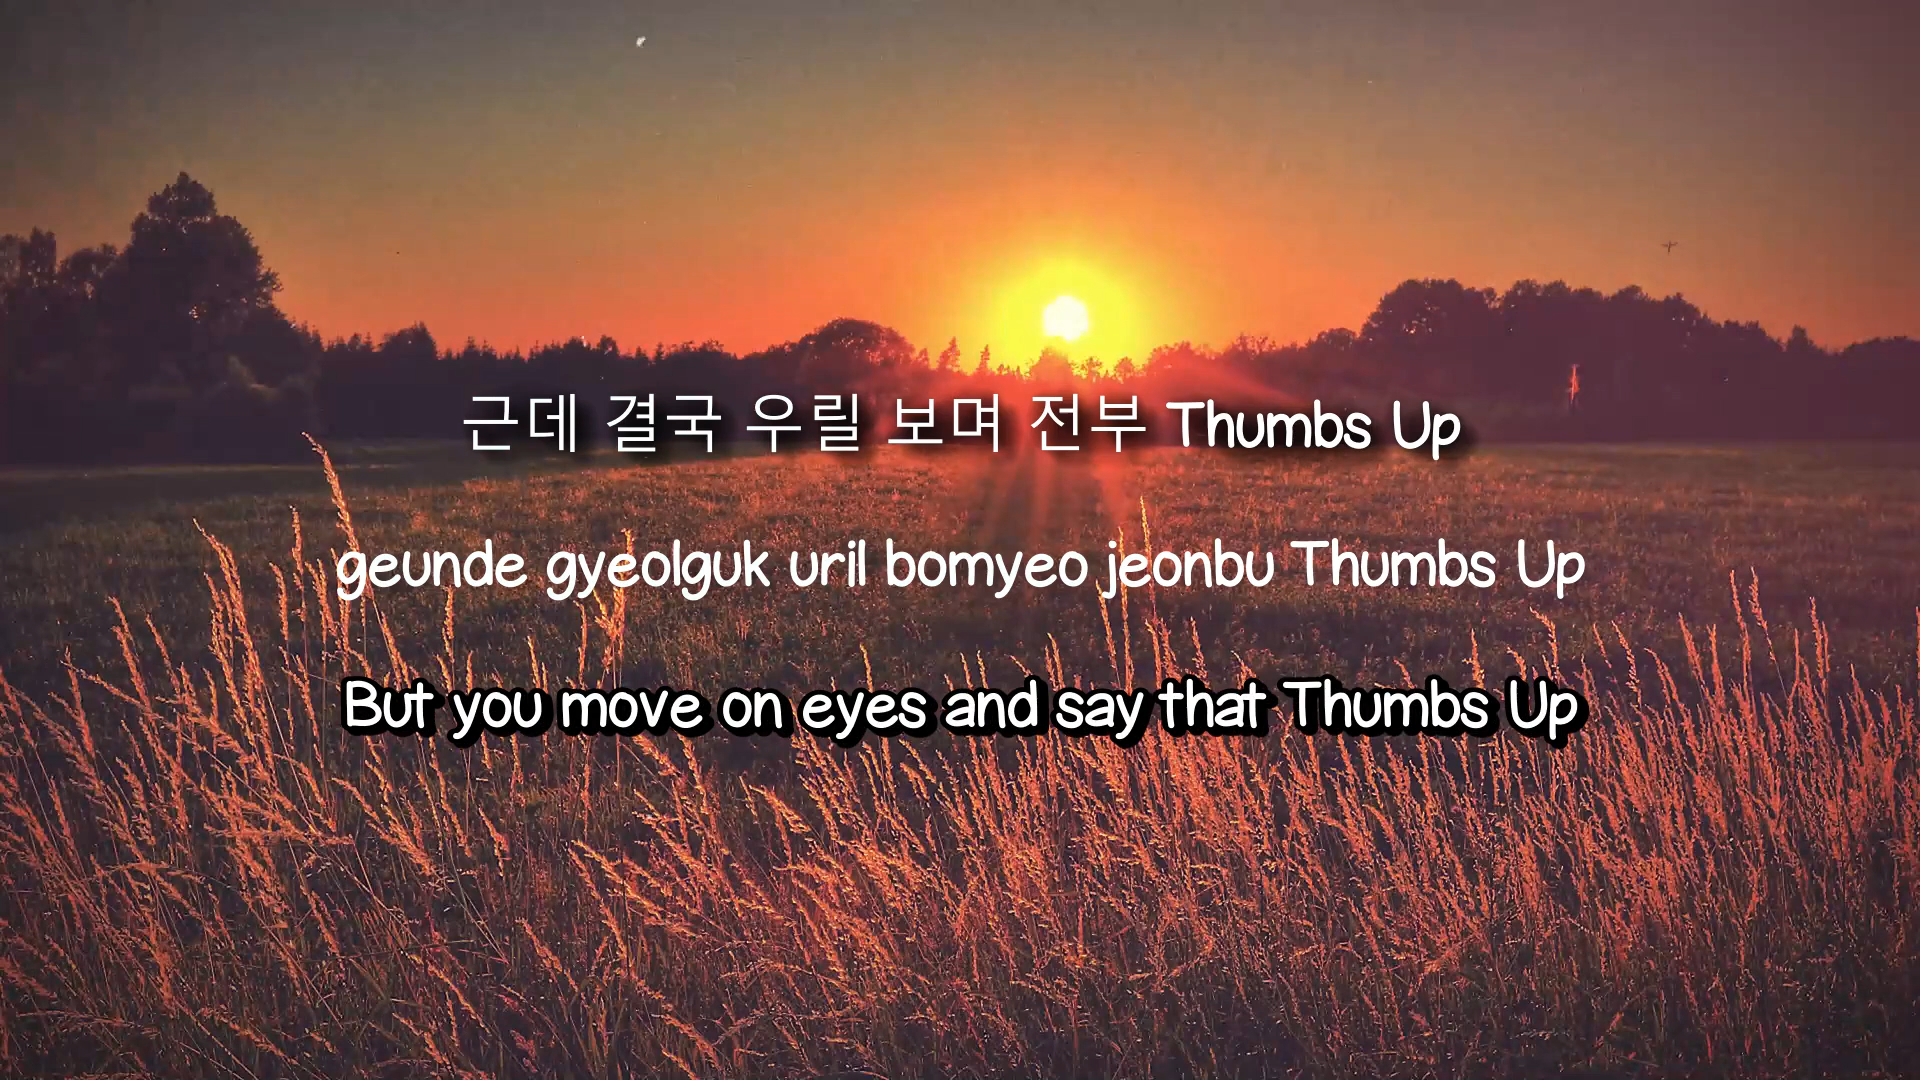 근데 결국 우릴 보며 전부 Thumbs Up
geunde gyeolguk uril bomyeo jeonbu Thumbs Up
But you move on eyes and say that Thumbs Up